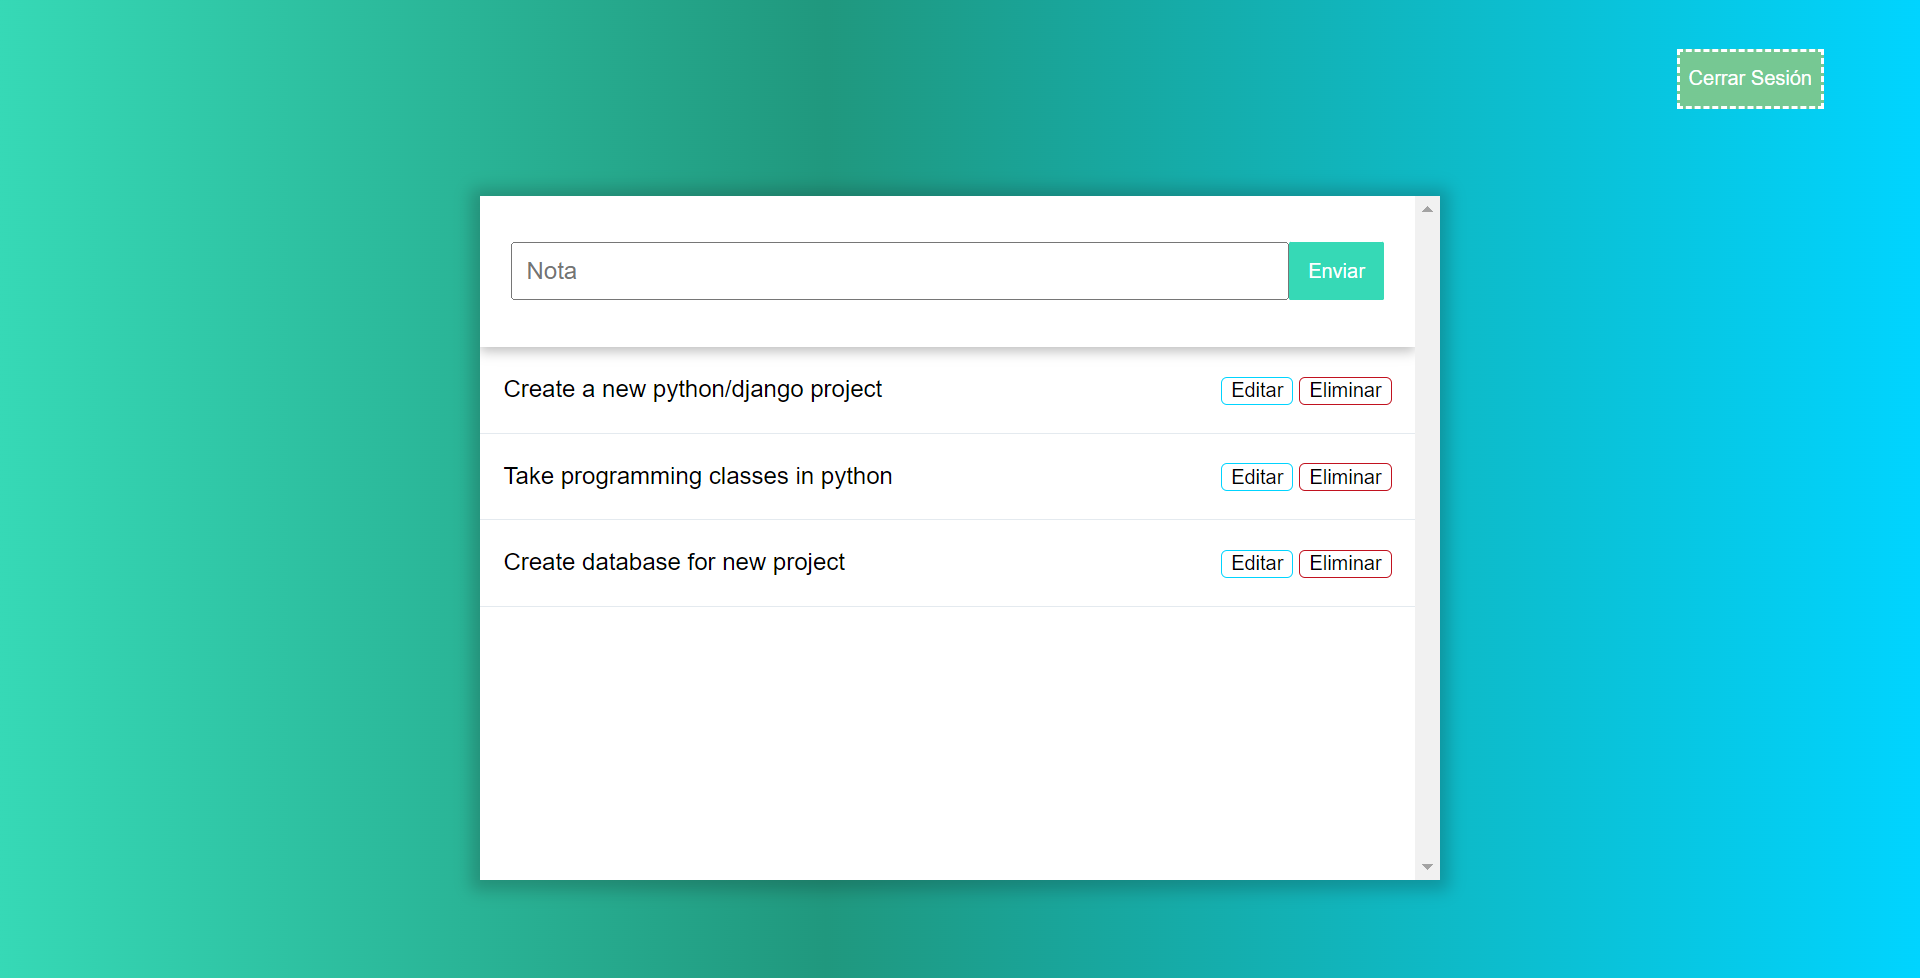 Cerrar Sesión
Nota
Enviar
Create a new python/django project Editar Eliminar
Take programming classes in python Editar Eliminar
Create database for new project Editar Eliminar